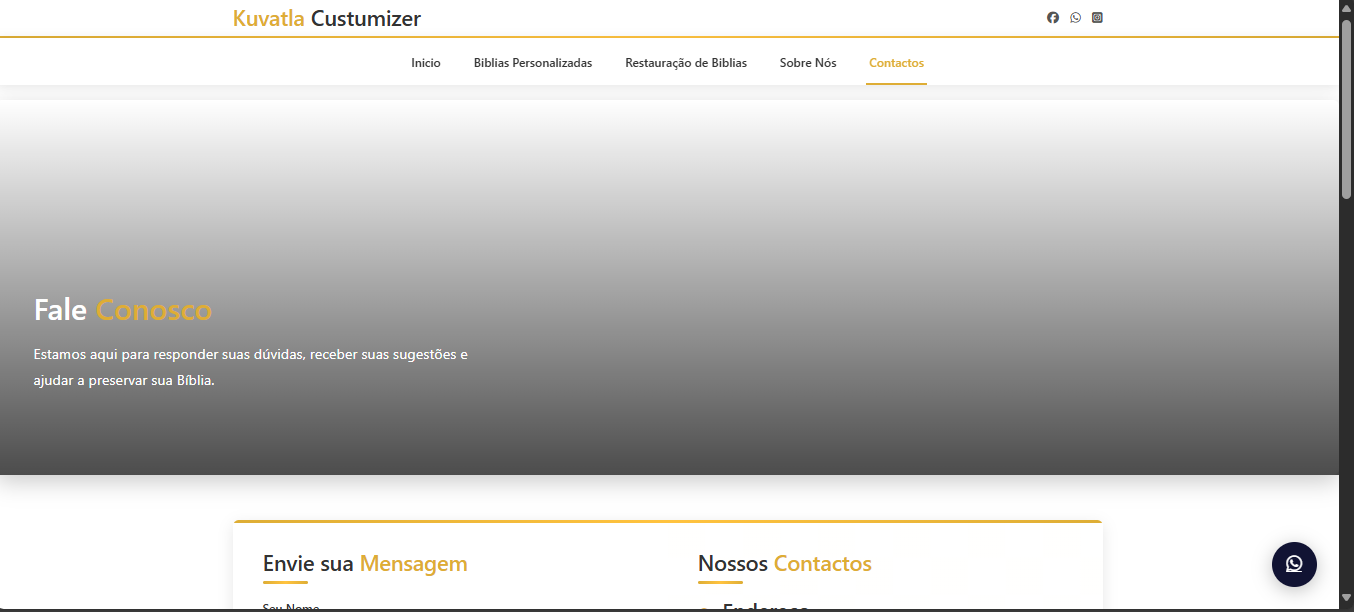 Kuvatla Custumizer
Início
Biblias Personalizadas
Restauração de Biblias
Sobre Nós
Contactos
Fale Conosco
Estamos aqui para responder suas dúvidas, receber suas sugestões e
ajudar a preservar sua Bíblia.
Envie sua Mensagem
Seu Nome
Nossos Contactos
Endereço